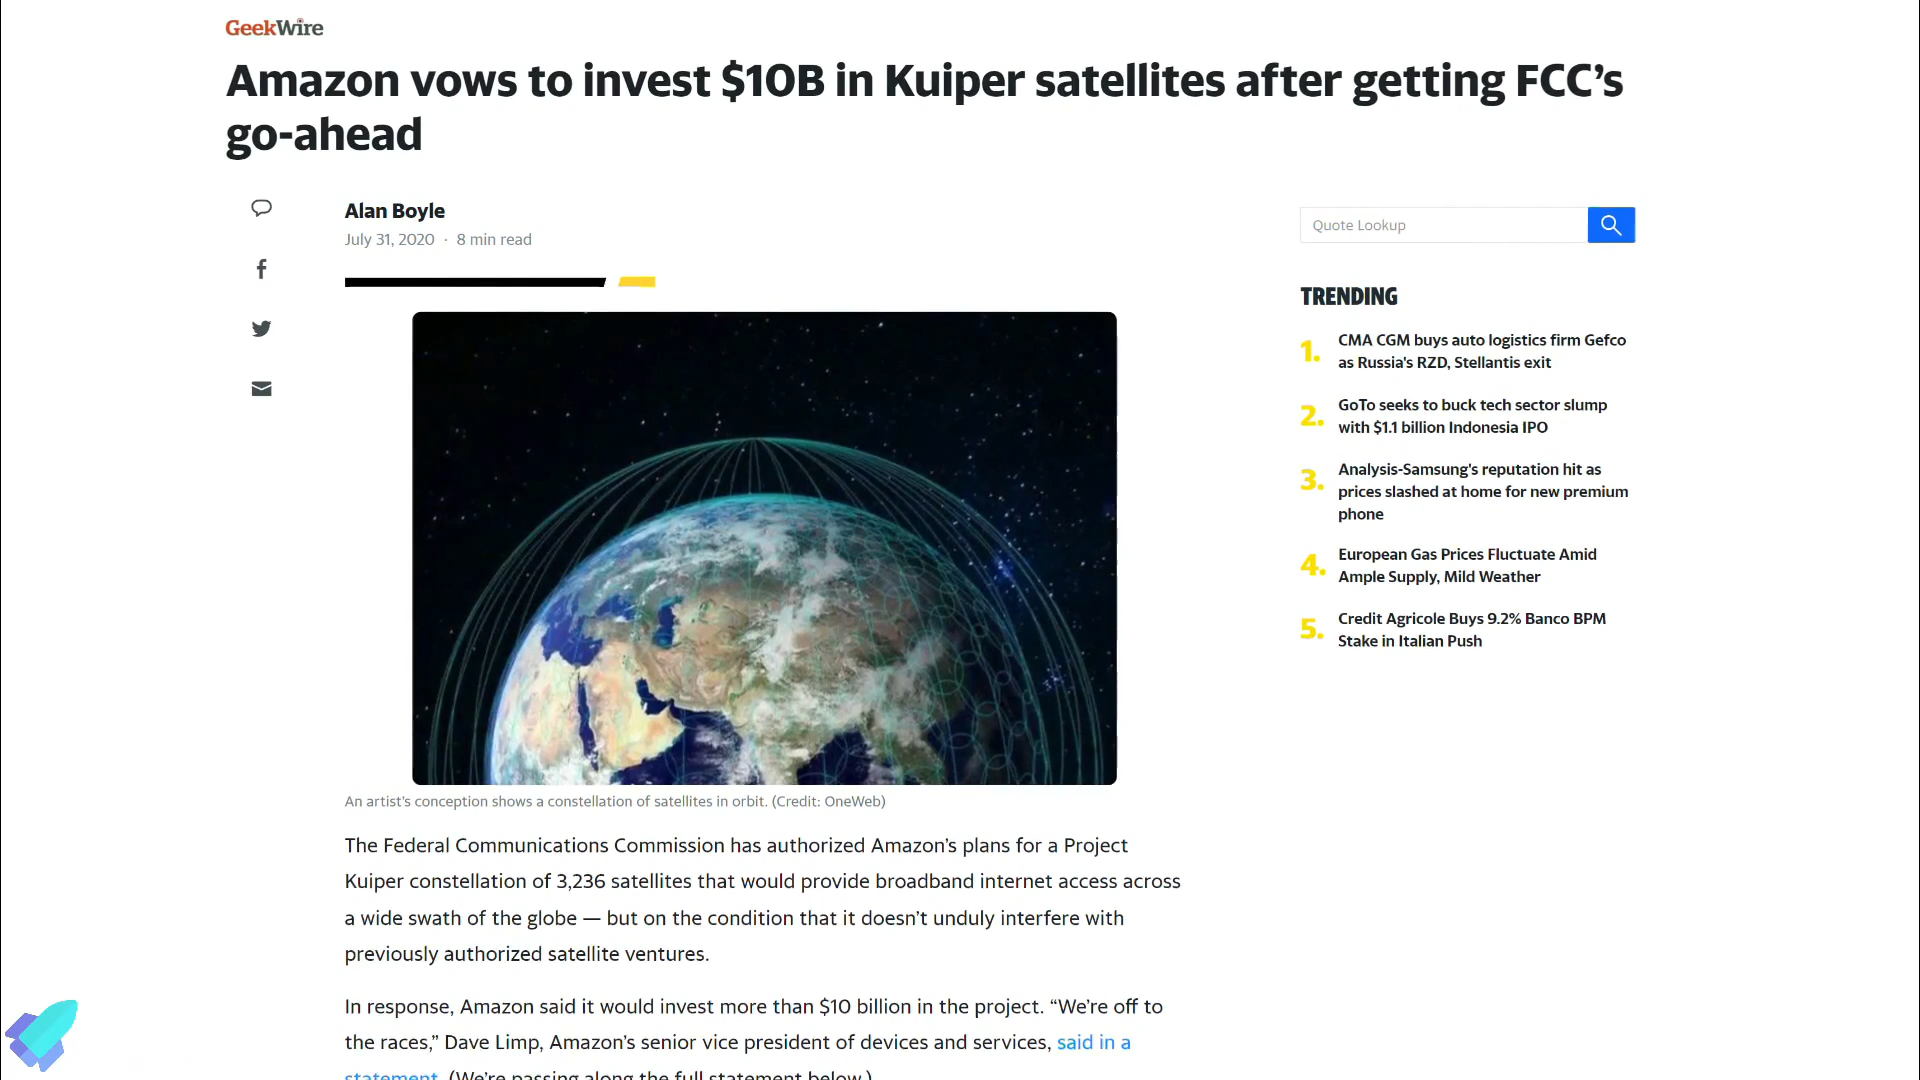 GeekWire
Amazon vows to invest $10B in Kuiper satellites after getting FCC’s
go-ahead
Alan Boyle
July 31, 2020 · 8 min read
Quote Lookup
TRENDING
1. CMA CGM buys auto logistics firm Gefco
as Russia's RZD, Stellantis exit
2. GoTo seeks to buck tech sector slump
with $1.1 billion Indonesia IPO
3. Analysis-Samsung's reputation hit as
prices slashed at home for new premium
phone
4. European Gas Prices Fluctuate Amid
Ample Supply, Mild Weather
5. Credit Agricole Buys 9.2% Banco BPM
Stake in Italian Push
An artist’s conception shows a constellation of satellites in orbit. (Credit: OneWeb)
The Federal Communications Commission has authorized Amazon’s plans for a Project
Kuiper constellation of 3,236 satellites that would provide broadband internet access across
a wide swath of the globe — but on the condition that it doesn’t unduly interfere with
previously authorized satellite ventures.
In response, Amazon said it would invest more than $10 billion in the project. “We’re off to
the races,” Dave Limp, Amazon’s senior vice president of devices and services, said in a
statement. (We’re passing along the full statement below.)